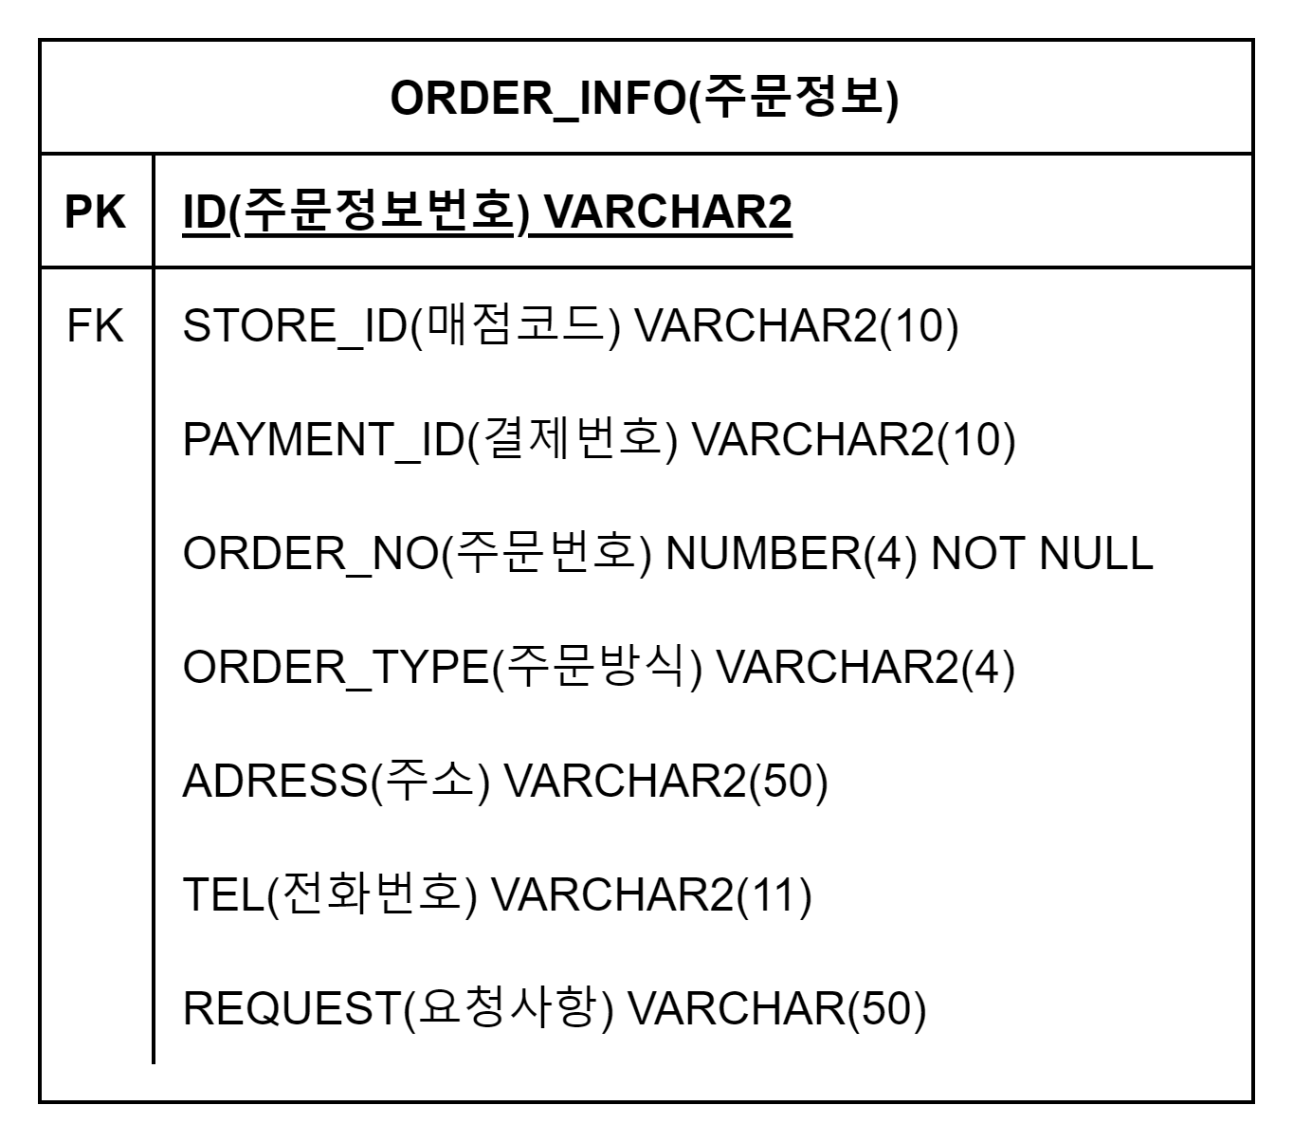 ORDER_INFO(주문정보)
PK ID(주문정보번호) VARCHAR2
FK STORE_ID(매점코드) VARCHAR2(10)
PAYMENT_ID(결제번호) VARCHAR2(10)
ORDER_NO(주문번호) NUMBER(4) NOT NULL
ORDER_TYPE(주문방식) VARCHAR2(4)
ADRESS(주소) VARCHAR2(50)
TEL(전화번호) VARCHAR2(11)
REQUEST(요청사항) VARCHAR(50)